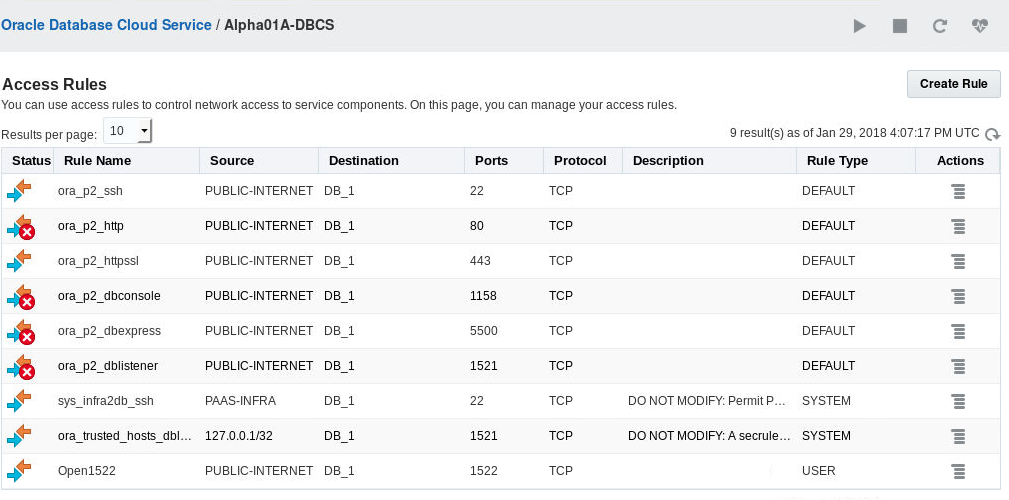 Oracle Database Cloud Service / Alpha01A-DBCS
Access Rules
Create Rule
You can use access rules to control network access to service components. On this page, you can manage your access rules.
Results per page: 10
9 result(s) as of Jan 29, 2018 4:07:17 PM UTC
Status Rule Name Source Destination Ports Protocol Description Rule Type Actions
ora_p2_ssh PUBLIC-INTERNET DB_1 22 TCP DEFAULT
ora_p2_http PUBLIC-INTERNET DB_1 80 TCP DEFAULT
ora_p2_httpssl PUBLIC-INTERNET DB_1 443 TCP DEFAULT
ora_p2_dbconsole PUBLIC-INTERNET DB_1 1158 TCP DEFAULT
ora_p2_dbexpress PUBLIC-INTERNET DB_1 5500 TCP DEFAULT
ora_p2_dblistener PUBLIC-INTERNET DB_1 1521 TCP DEFAULT
sys_infra2db_ssh PAAS-INFRA DB_1 22 TCP DO NOT MODIFY: Permit P... SYSTEM
ora_trusted_hosts_dbl... 127.0.0.1/32 DB_1 1521 TCP DO NOT MODIFY: A secrule... SYSTEM
Open1522 PUBLIC-INTERNET DB_1 1522 TCP USER